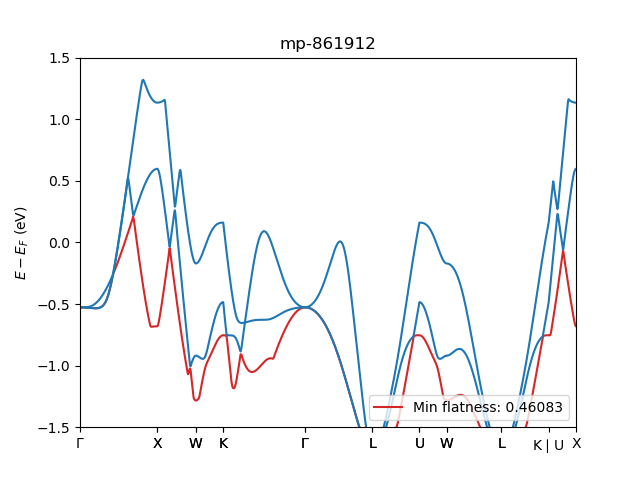 mp-861912
E − E_F (eV)
1.5
1.0
0.5
0.0
−0.5
−1.0
−1.5
Γ X W K Γ L U W L K | U X
Min flatness: 0.46083